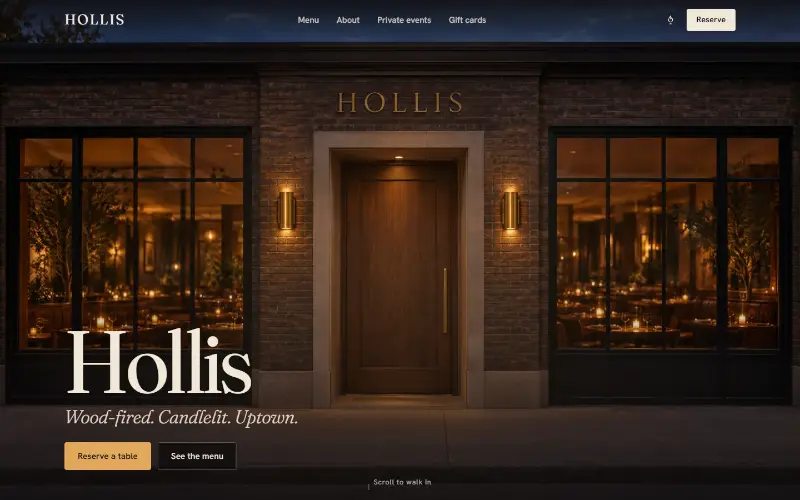 HOLLIS
Menu
About
Private events
Gift cards
Reserve
HOLLIS
Hollis
Wood-fired. Candlelit. Uptown.
Reserve a table
See the menu
Scroll to walk in